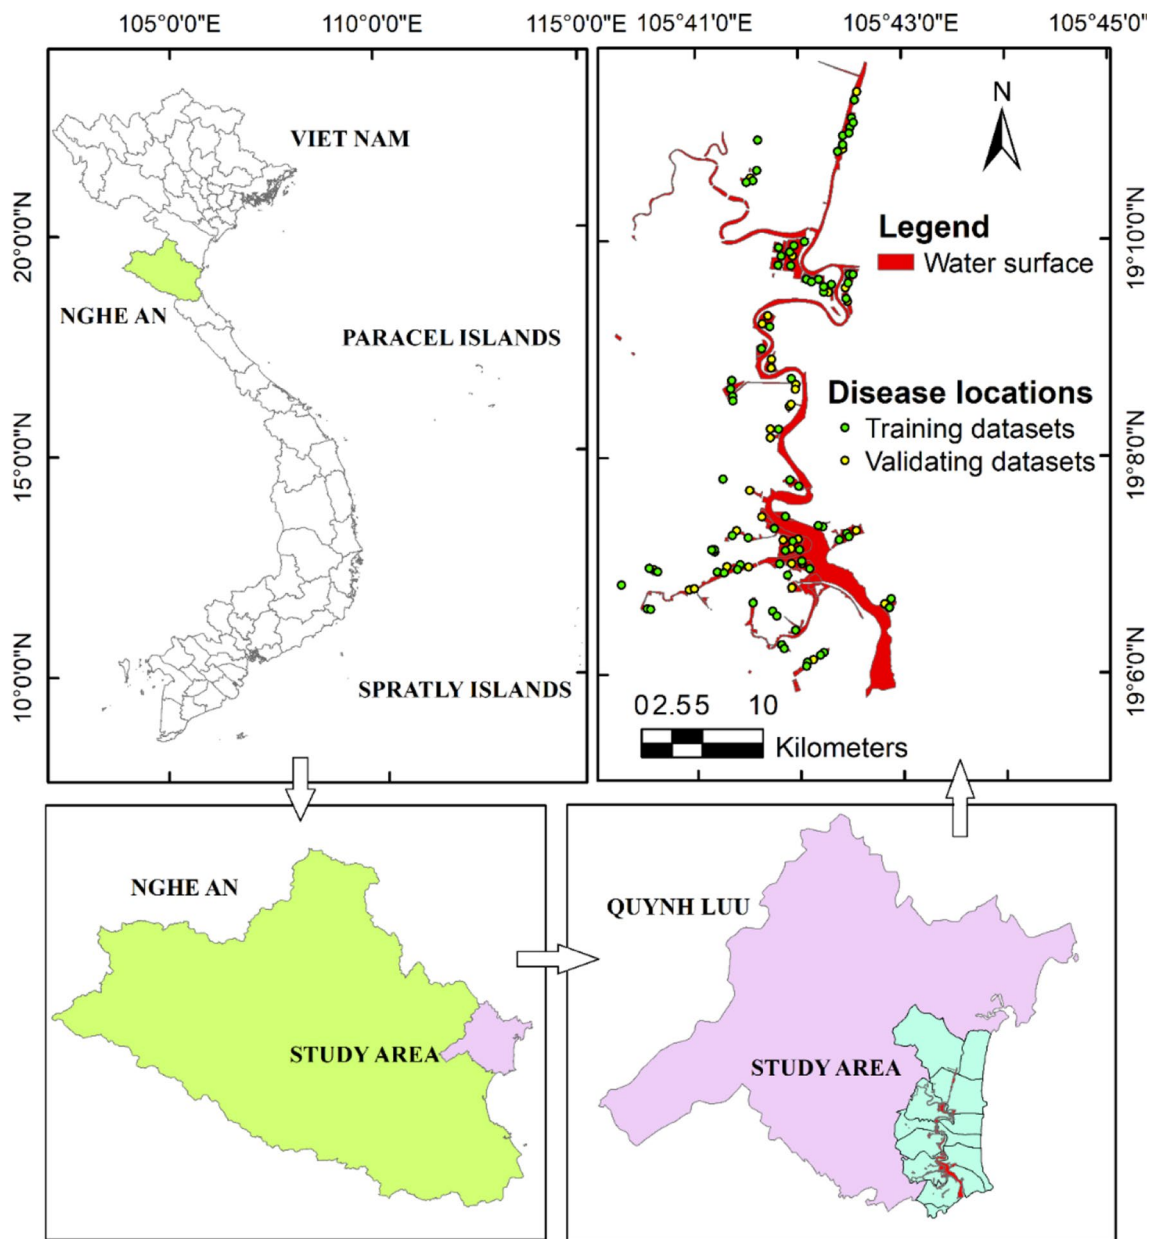 105°0'0"E 110°0'0"E 115°0'0"E
105°41'0"E 105°43'0"E 105°45'0"
20°0'0"N
15°0'0"N
10°0'0"N
VIET NAM
NGHE AN
PARACEL ISLANDS
SPRATLY ISLANDS
N
Legend
Water surface
Disease locations
Training datasets
Validating datasets
0 2.5 5 10
Kilometers
19°10'0"N
19°8'0"N
19°6'0"N
NGHE AN
STUDY AREA
QUYNH LUU
STUDY AREA